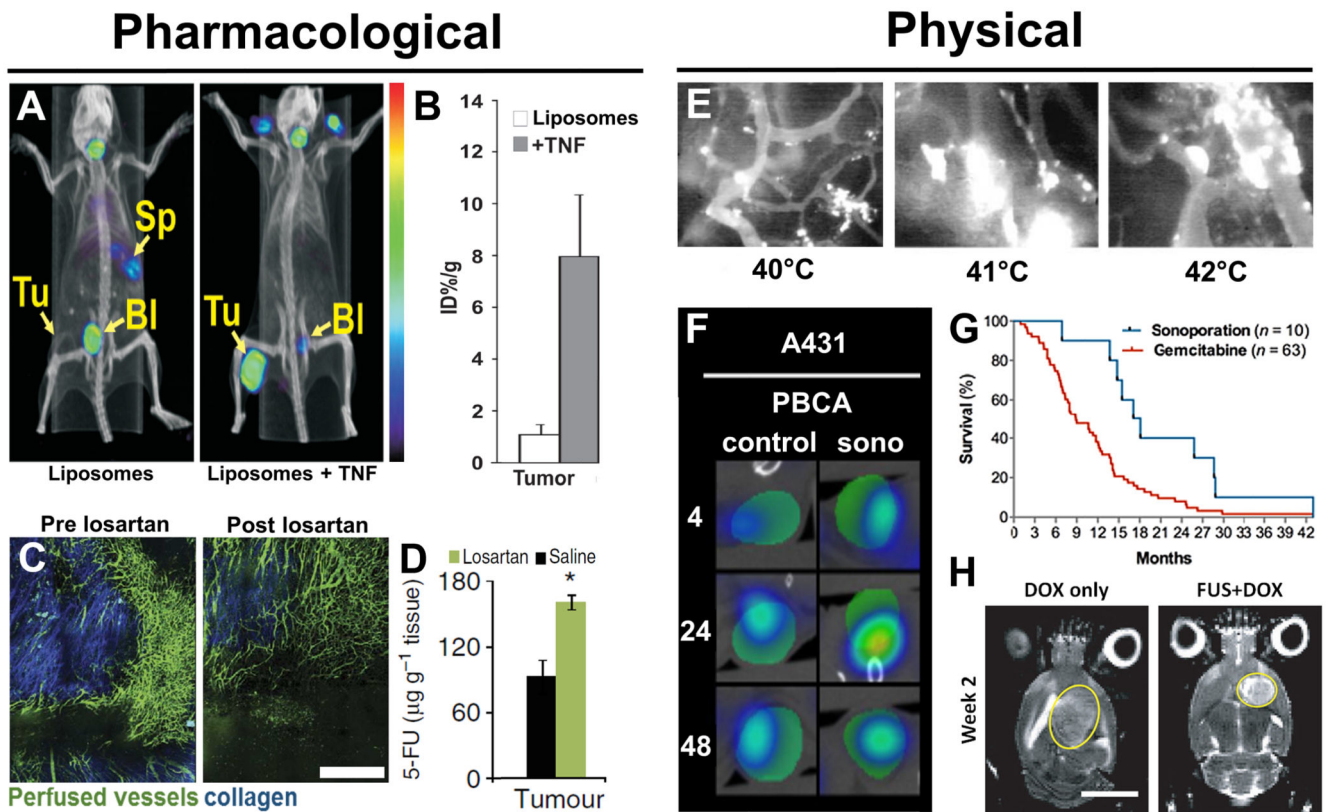 Pharmacological
Physical
A
Sp
Tu
Bl
Tu
Bl
Liposomes
Liposomes + TNF
B
14
12
10
8
6
4
2
0
ID%/g
Liposomes
+TNF
Tumor
Pre losartan
Post losartan
C
Perfused vessels collagen
D
Losartan
Saline
*
180
120
60
0
5-FU (µg g⁻¹ tissue)
Tumour
E
40°C
41°C
42°C
F
A431
PBCA
control sono
4
24
48
G
Sonoporation (n = 10)
Gemcitabine (n = 63)
100
80
60
40
20
0
Survival (%)
0 3 6 9 12 15 18 21 24 27 30 33 36 39 42
Months
H
DOX only
FUS+DOX
Week 2